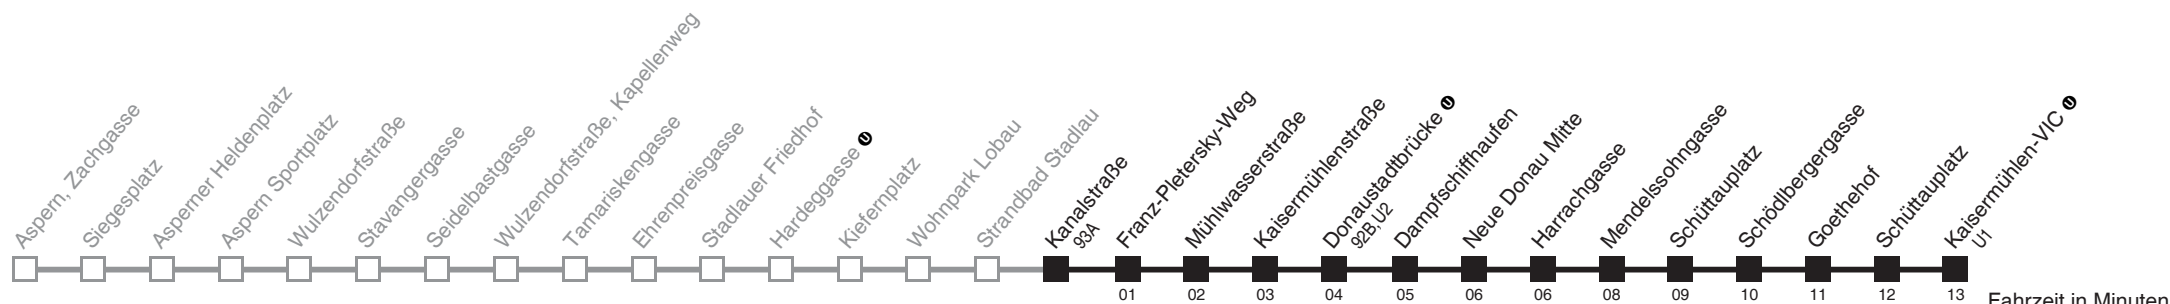 Aspern, Zachgasse
Siegesplatz
Asperner Heldenplatz
Aspern Sportplatz
Wulzendorfstraße
Stavangergasse
Seidelbastgasse
Wulzendorfstraße, Kapellenweg
Tamariskengasse
Ehrenpreisgasse
Stadlauer Friedhof
Hardeggasse U
Kiefernplatz
Wohnpark Lobau
Strandbad Stadlau
Kanalstraße
93A
Franz-Pletersky-Weg
Mühlwasserstraße
Kaisermühlenstraße
Donaustadtbrücke U
92B, U2
Dampfschiffhaufen
Neue Donau Mitte
Harrachgasse
Mendelssohngasse
Schüttauplatz
Schödlbergergasse
Goethehof
Schüttauplatz
Kaisermühlen-VIC U
U1
01 02 03 04 05 06 06 08 09 10 11 12 13 Fahrzeit in Minuten